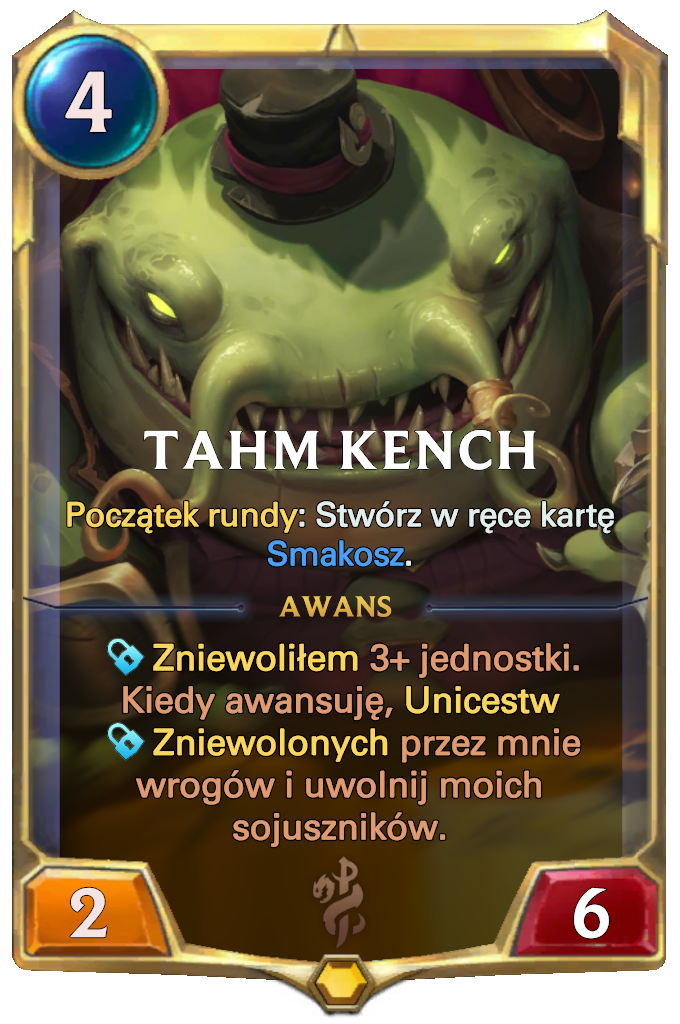 4
TAHM KENCH
Początek rundy: Stwórz w ręce kartę
Smakosz.
AWANS
Zniewoliłem 3+ jednostki.
Kiedy awansuję, Unicestw
Zniewolonych przez mnie
wrogów i uwolnij moich
sojuszników.
2
6